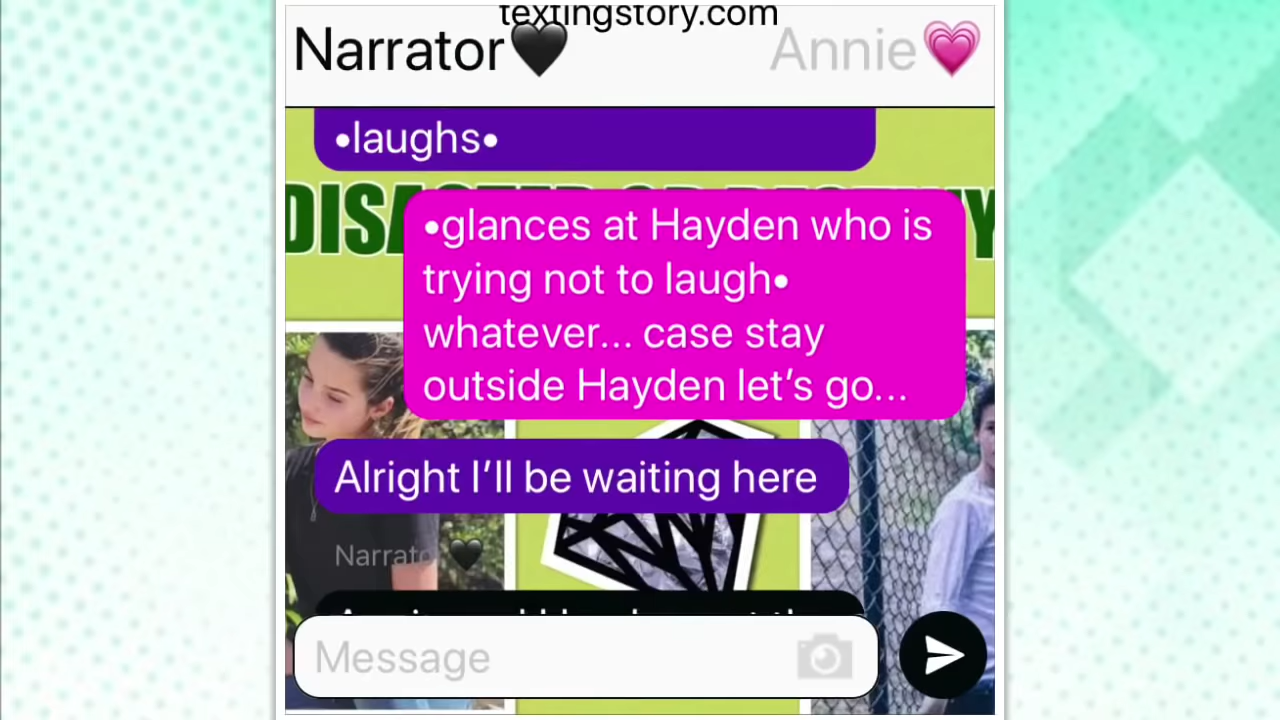 textingstory.com
Narrator🖤
Annie💗
•laughs•
•glances at Hayden who is
trying not to laugh•
whatever... case stay
outside Hayden let’s go...
Alright I’ll be waiting here
Narrator🖤
Message